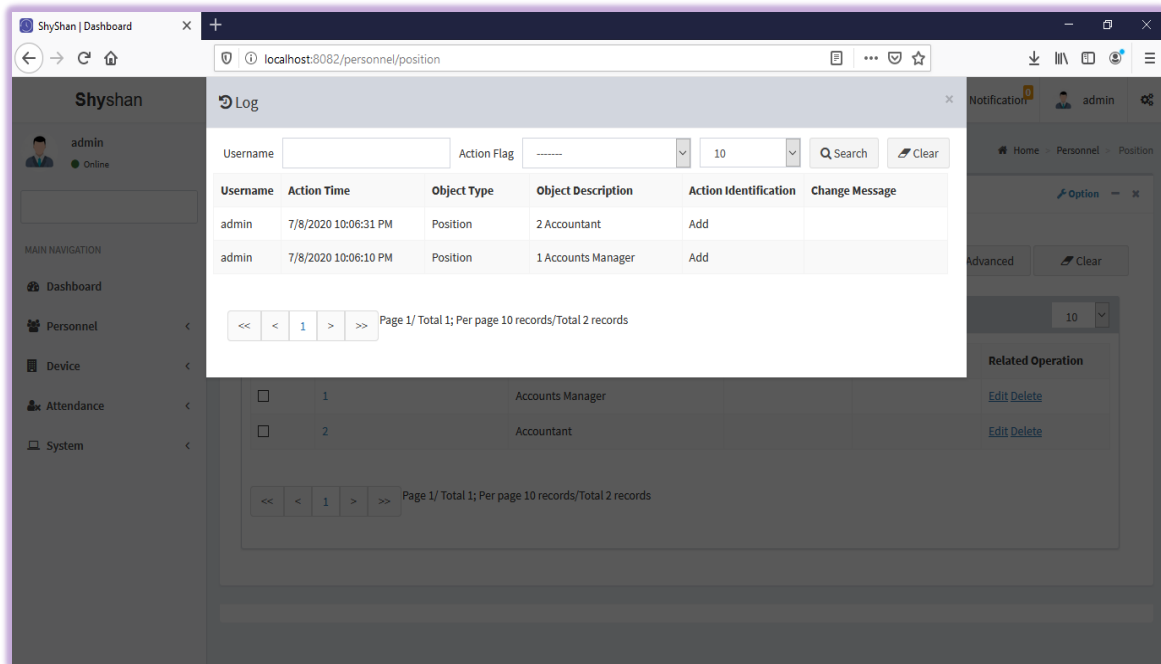 ShyShan | Dashboard
localhost:8082/personnel/position
Shyshan
Log
Notification 0
admin
admin
Online
Home > Personnel > Position
Username
Action Flag
-------
10
Search
Clear
Option
Username Action Time Object Type Object Description Action Identification Change Message
admin 7/8/2020 10:06:31 PM Position 2 Accountant Add
admin 7/8/2020 10:06:10 PM Position 1 Accounts Manager Add
MAIN NAVIGATION
Advanced
Clear
Dashboard
Personnel
Device
Attendance
System
<< < 1 > >> Page 1/ Total 1; Per page 10 records/Total 2 records
10
Related Operation
1 Accounts Manager Edit Delete
2 Accountant Edit Delete
<< < 1 > >> Page 1/ Total 1; Per page 10 records/Total 2 records